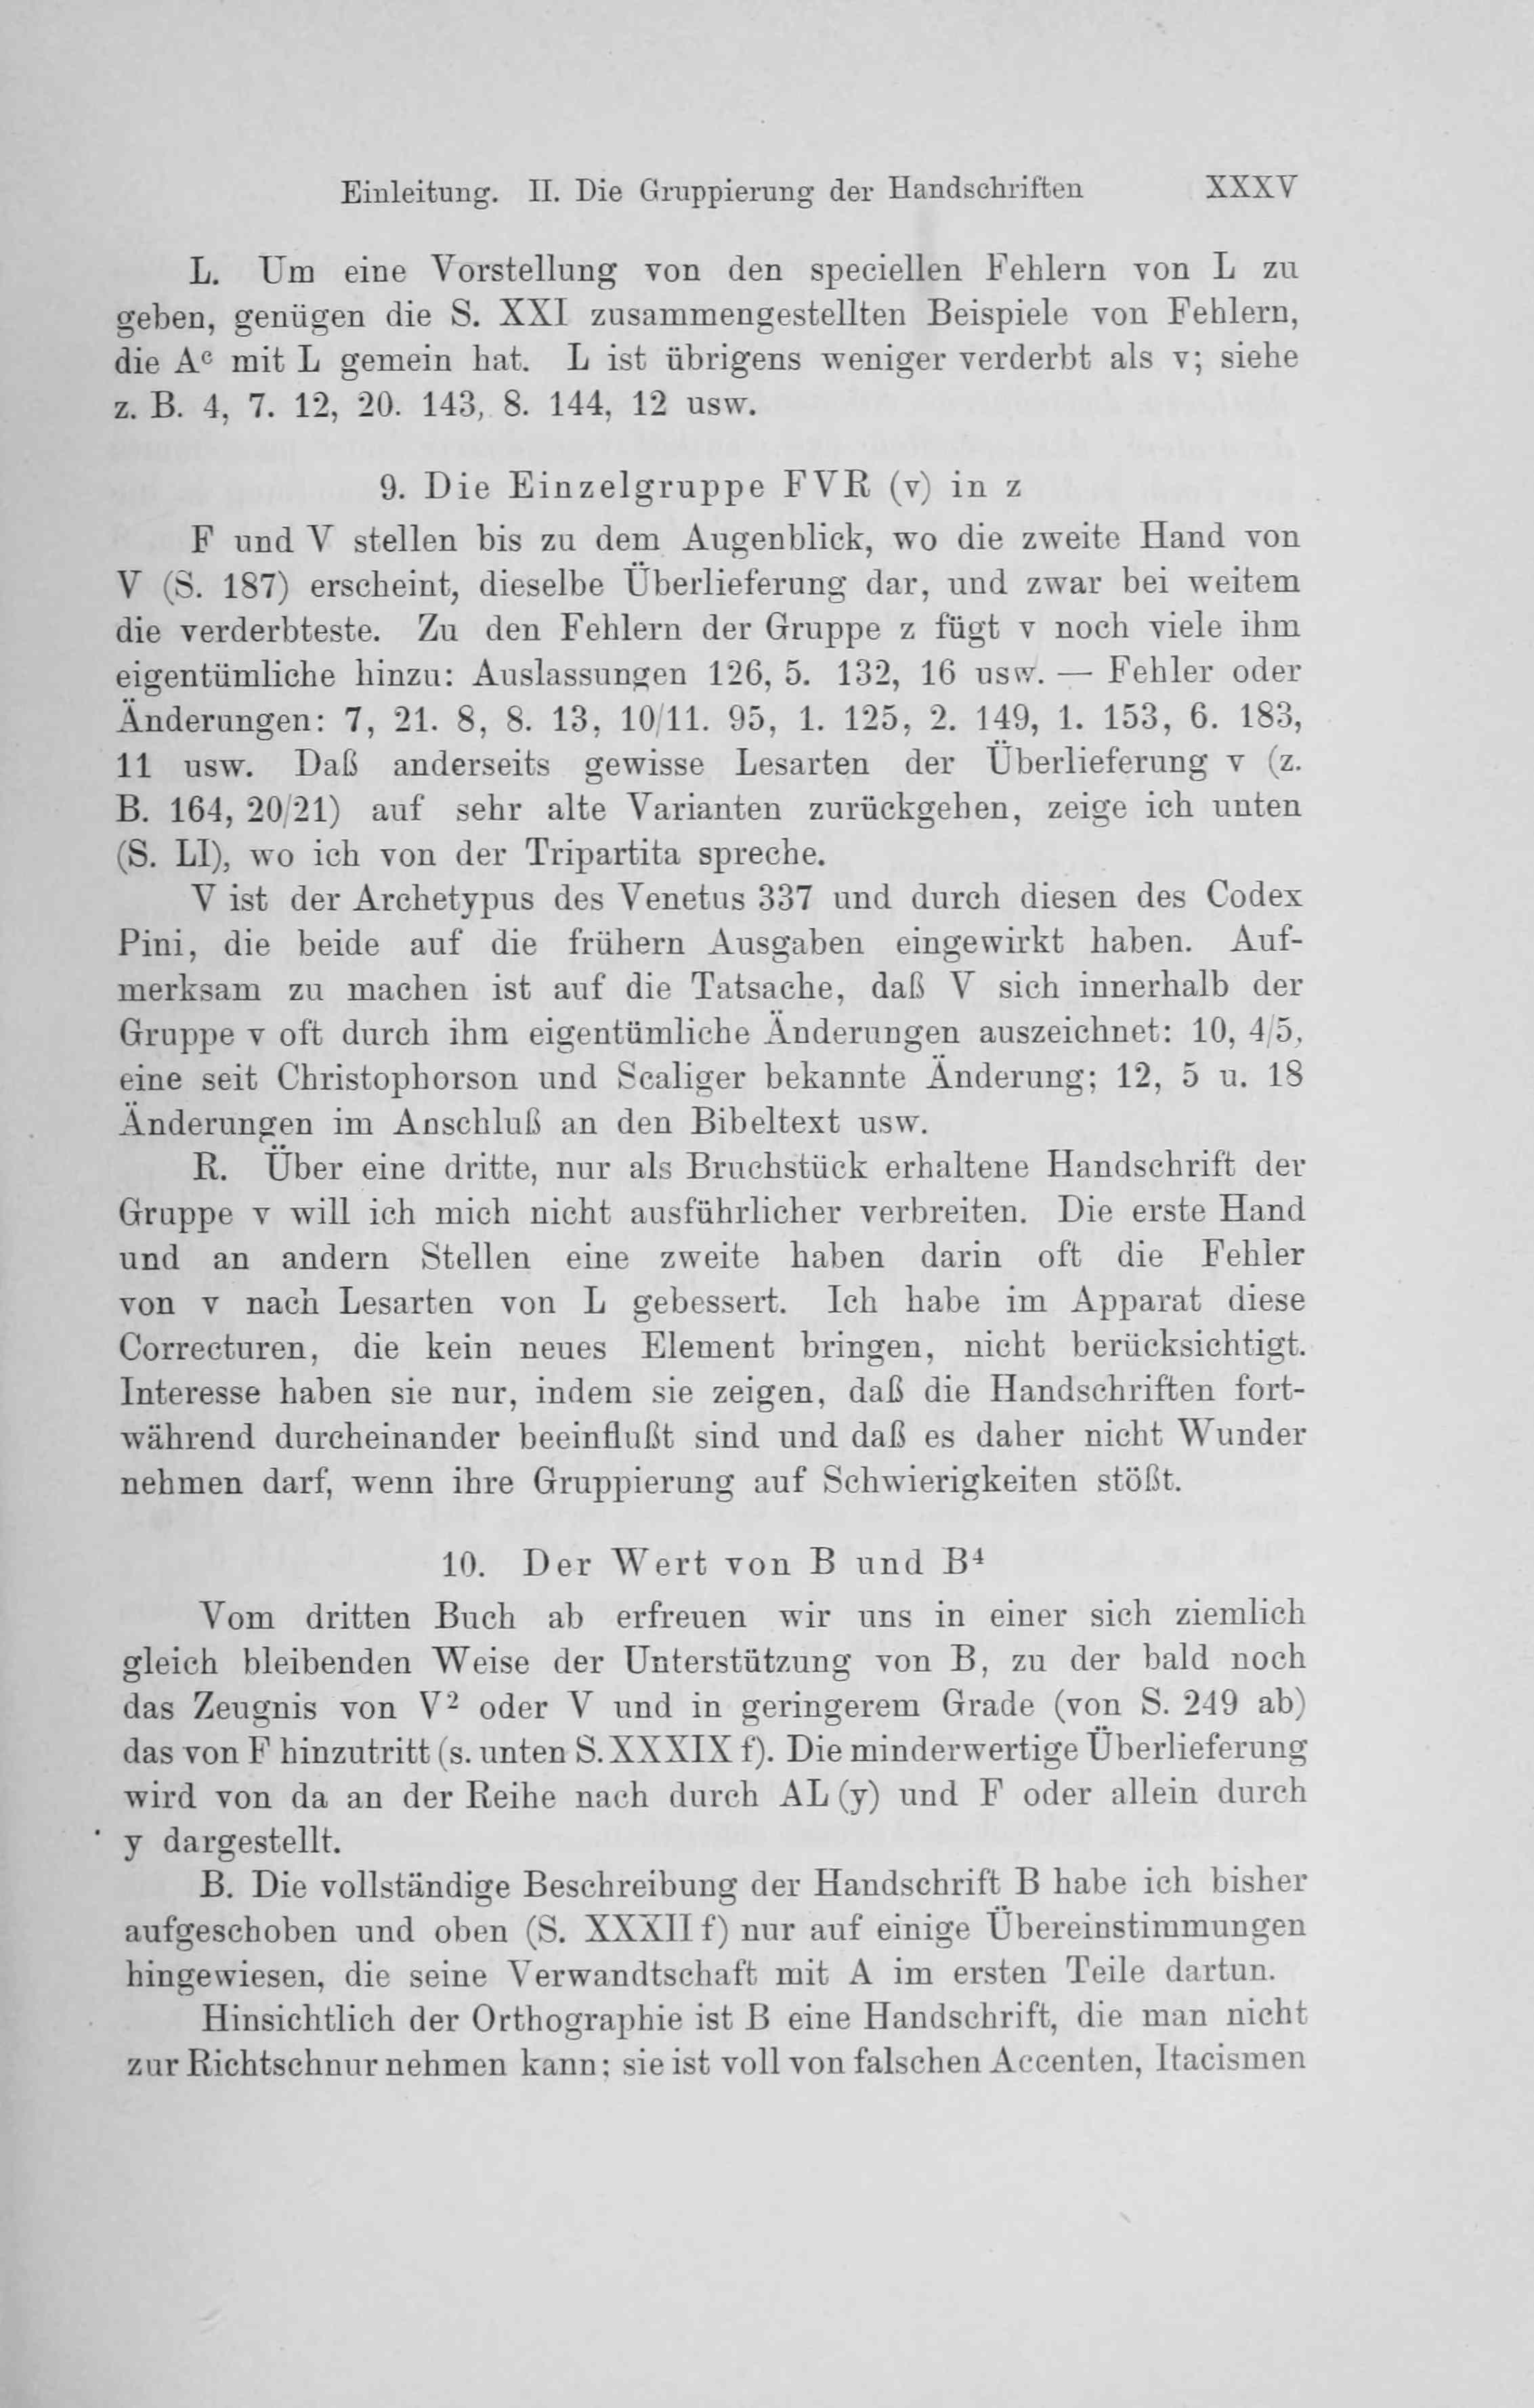 Einleitung. II. Die Gruppierung der Handschriften XXXV
L. Um eine Vorstellung von den speciellen Fehlern von L zu
geben, genügen die S. XXI zusammengestellten Beispiele von Fehlern,
die Aᶜ mit L gemein hat. L ist übrigens weniger verderbt als v; siehe
z. B. 4, 7. 12, 20. 143, 8. 144, 12 usw.
9. Die Einzelgruppe FVR (v) in z
F und V stellen bis zu dem Augenblick, wo die zweite Hand von
V (S. 187) erscheint, dieselbe Überlieferung dar, und zwar bei weitem
die verderbteste. Zu den Fehlern der Gruppe z fügt v noch viele ihm
eigentümliche hinzu: Auslassungen 126, 5. 132, 16 usw. — Fehler oder
Änderungen: 7, 21. 8, 8. 13, 10/11. 95, 1. 125, 2. 149, 1. 153, 6. 183,
11 usw. Daß anderseits gewisse Lesarten der Überlieferung v (z.
B. 164, 20/21) auf sehr alte Varianten zurückgehen, zeige ich unten
(S. LI), wo ich von der Tripartita spreche.
V ist der Archetypus des Venetus 337 und durch diesen des Codex
Pini, die beide auf die frühern Ausgaben eingewirkt haben. Auf-
merksam zu machen ist auf die Tatsache, daß V sich innerhalb der
Gruppe v oft durch ihm eigentümliche Änderungen auszeichnet: 10, 4/5,
eine seit Christophorson und Scaliger bekannte Änderung; 12, 5 u. 18
Änderungen im Anschluß an den Bibeltext usw.
R. Über eine dritte, nur als Bruchstück erhaltene Handschrift der
Gruppe v will ich mich nicht ausführlicher verbreiten. Die erste Hand
und an andern Stellen eine zweite haben darin oft die Fehler
von v nach Lesarten von L gebessert. Ich habe im Apparat diese
Correcturen, die kein neues Element bringen, nicht berücksichtigt.
Interesse haben sie nur, indem sie zeigen, daß die Handschriften fort-
während durcheinander beeinflußt sind und daß es daher nicht Wunder
nehmen darf, wenn ihre Gruppierung auf Schwierigkeiten stößt.
10. Der Wert von B und B⁴
Vom dritten Buch ab erfreuen wir uns in einer sich ziemlich
gleich bleibenden Weise der Unterstützung von B, zu der bald noch
das Zeugnis von V² oder V und in geringerem Grade (von S. 249 ab)
das von F hinzutritt (s. unten S. XXXIX f). Die minderwertige Überlieferung
wird von da an der Reihe nach durch AL (y) und F oder allein durch
y dargestellt.
B. Die vollständige Beschreibung der Handschrift B habe ich bisher
aufgeschoben und oben (S. XXXII f) nur auf einige Übereinstimmungen
hingewiesen, die seine Verwandtschaft mit A im ersten Teile dartun.
Hinsichtlich der Orthographie ist B eine Handschrift, die man nicht
zur Richtschnur nehmen kann; sie ist voll von falschen Accenten, Itacismen